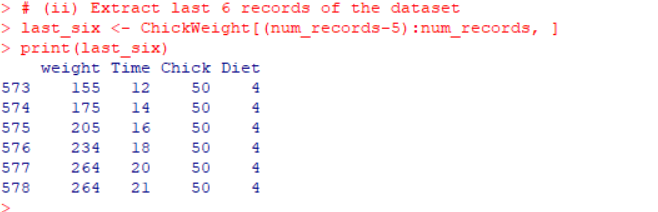 > # (ii) Extract last 6 records of the dataset
> last_six <- ChickWeight[(num_records-5):num_records, ]
> print(last_six)
    weight Time Chick Diet
573    155   12    50    4
574    175   14    50    4
575    205   16    50    4
576    234   18    50    4
577    264   20    50    4
578    264   21    50    4
>